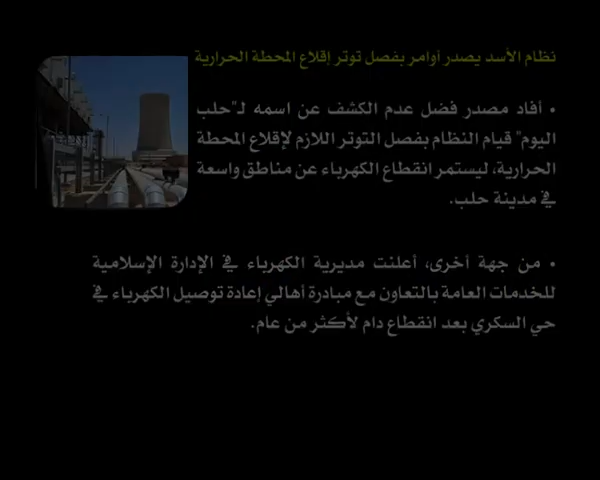 نظام الأسد يصدر أوامر بفصل توتر إقلاع المحطة الحرارية
• أفاد مصدر فضل عدم الكشف عن اسمه لـ"حلب
اليوم" قيام النظام بفصل التوتر اللازم لإقلاع المحطة
الحرارية، ليستمر انقطاع الكهرباء عن مناطق واسعة
في مدينة حلب.
• من جهة أخرى، أعلنت مديرية الكهرباء في الإدارة الإسلامية
للخدمات العامة بالتعاون مع مبادرة أهالي إعادة توصيل الكهرباء في
حي السكري بعد انقطاع دام لأكثر من عام.